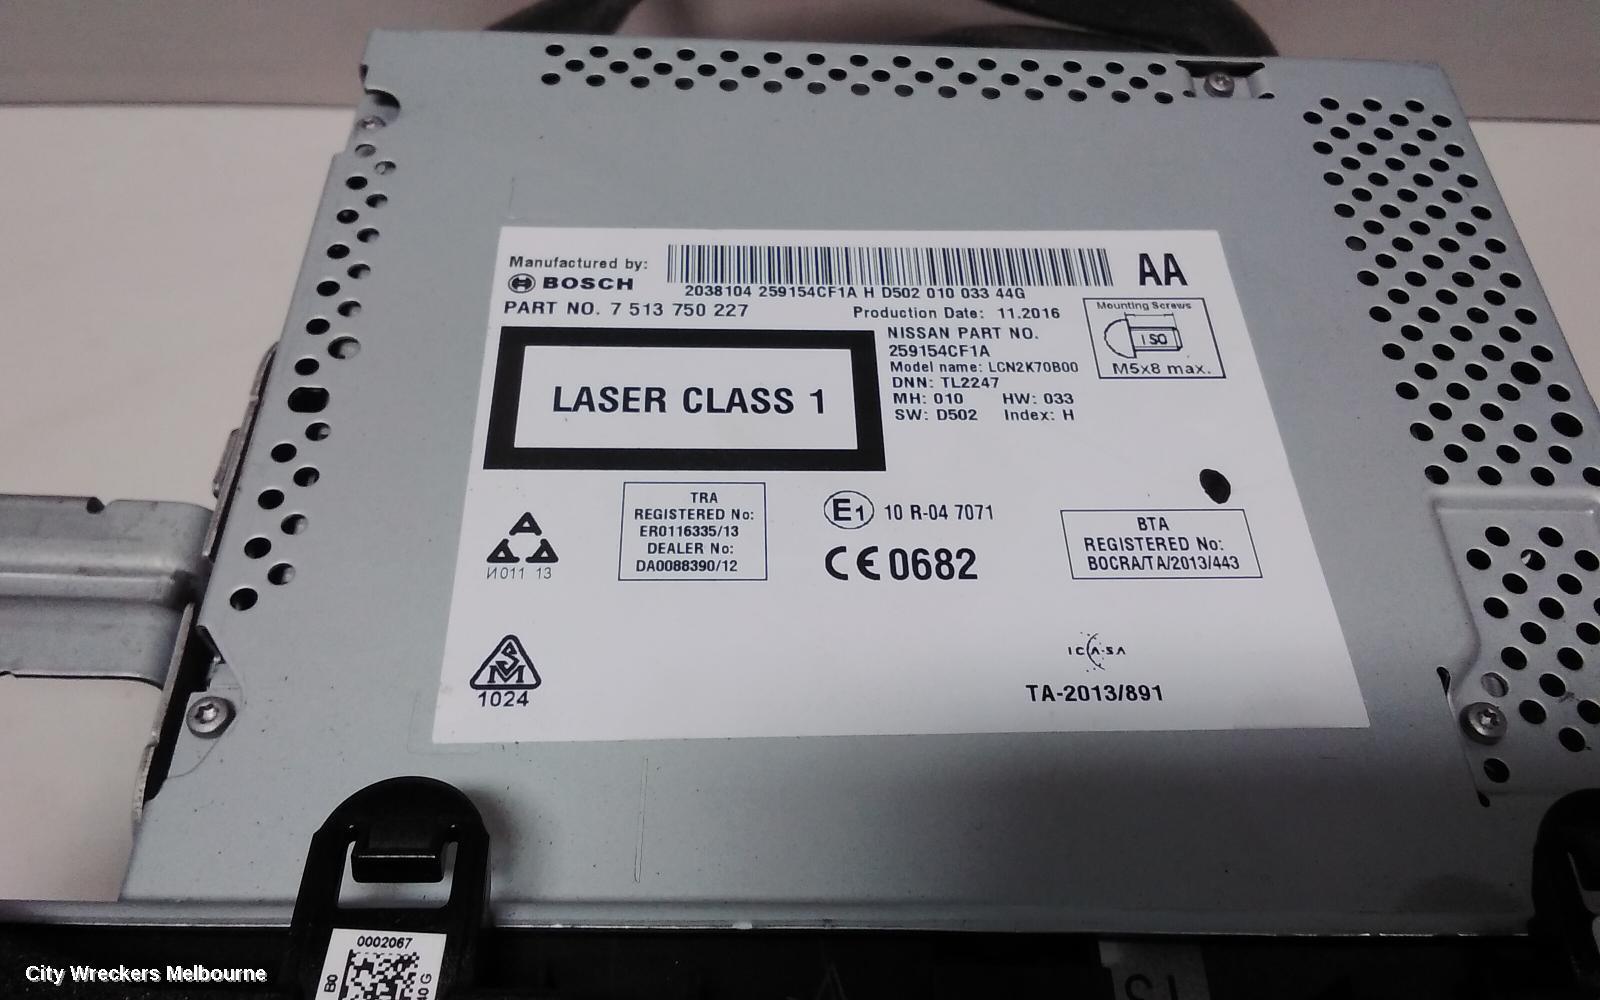 Manufactured by:
BOSCH
AA
2038104 259154CF1A H D502 010 033 44G
PART NO. 7 513 750 227
Production Date: 11.2016
Mounting Screws
ISO
M5x8 max.
NISSAN PART NO.
259154CF1A
Model name: LCN2K70B00
DNN: TL2247
MH: 010 HW: 033
SW: D502 Index: H
LASER CLASS 1
TRA
REGISTERED No:
ER0116335/13
DEALER No:
DA0088390/12
E1 10 R-04 7071
CE 0682
BTA
REGISTERED No:
BOCRA/TA/2013/443
И011 13
SM
1024
ICASA
TA-2013/891
0002067
B0
City Wreckers Melbourne